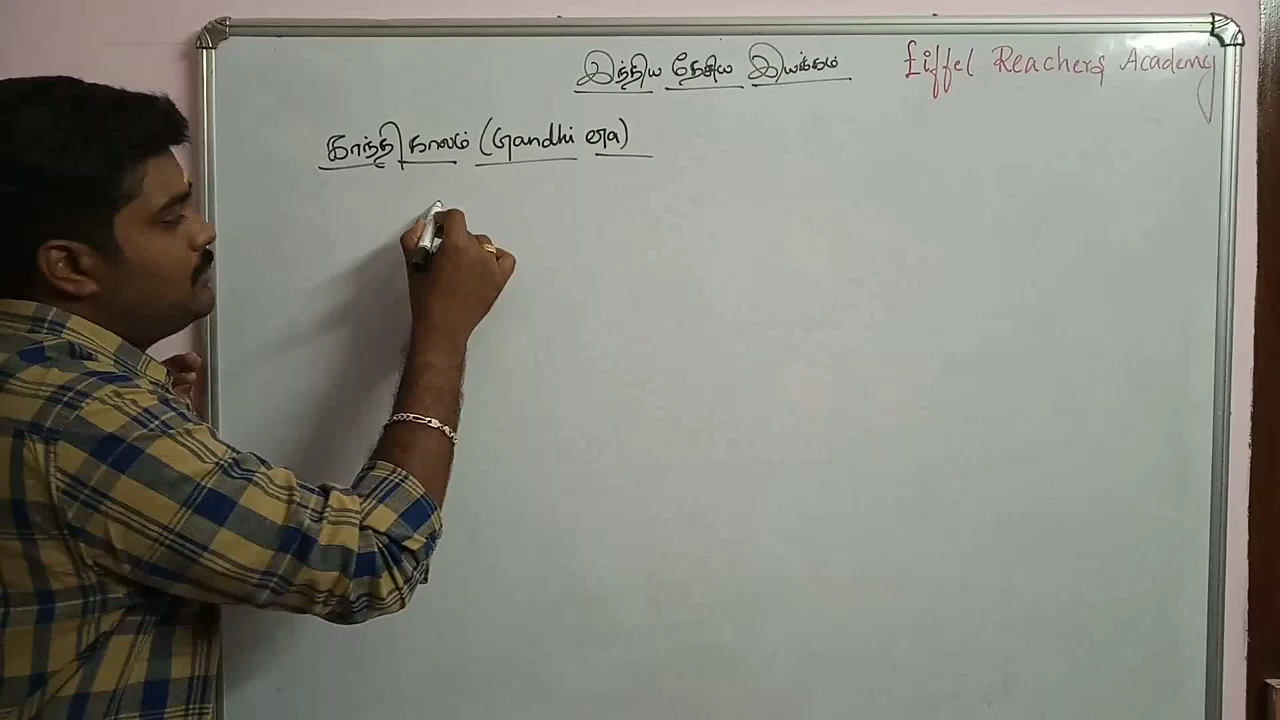 இந்திய தேசிய இயக்கம்
Eiffel Reachers Academy
காந்தி காலம் (Gandhi era)